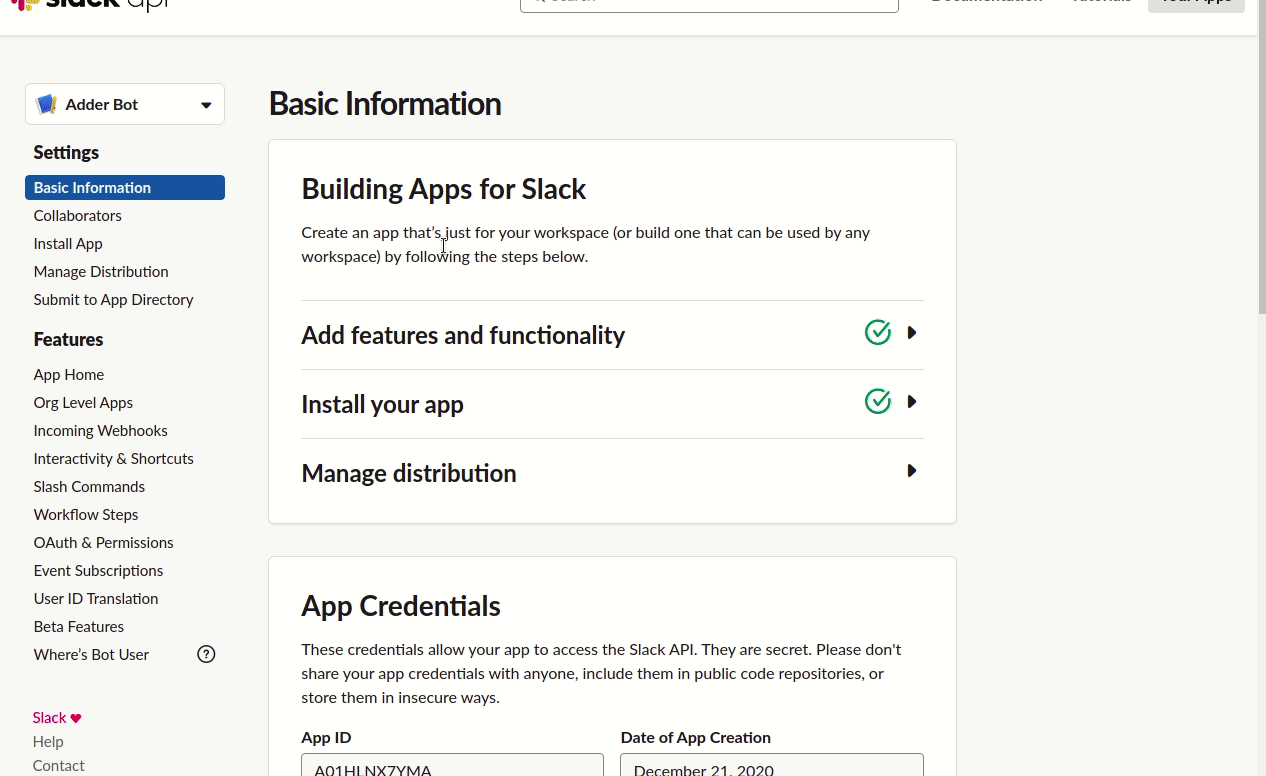 slack api
Search
Documentation
Tutorials
Your Apps
Adder Bot
Settings
Basic Information
Collaborators
Install App
Manage Distribution
Submit to App Directory
Features
App Home
Org Level Apps
Incoming Webhooks
Interactivity & Shortcuts
Slash Commands
Workflow Steps
OAuth & Permissions
Event Subscriptions
User ID Translation
Beta Features
Where's Bot User
Slack
Help
Contact
Basic Information
Building Apps for Slack
Create an app that's just for your workspace (or build one that can be used by any
workspace) by following the steps below.
Add features and functionality
Install your app
Manage distribution
App Credentials
These credentials allow your app to access the Slack API. They are secret. Please don't
share your app credentials with anyone, include them in public code repositories, or
store them in insecure ways.
App ID
Date of App Creation
A01HLNX7YMA
December 21, 2020